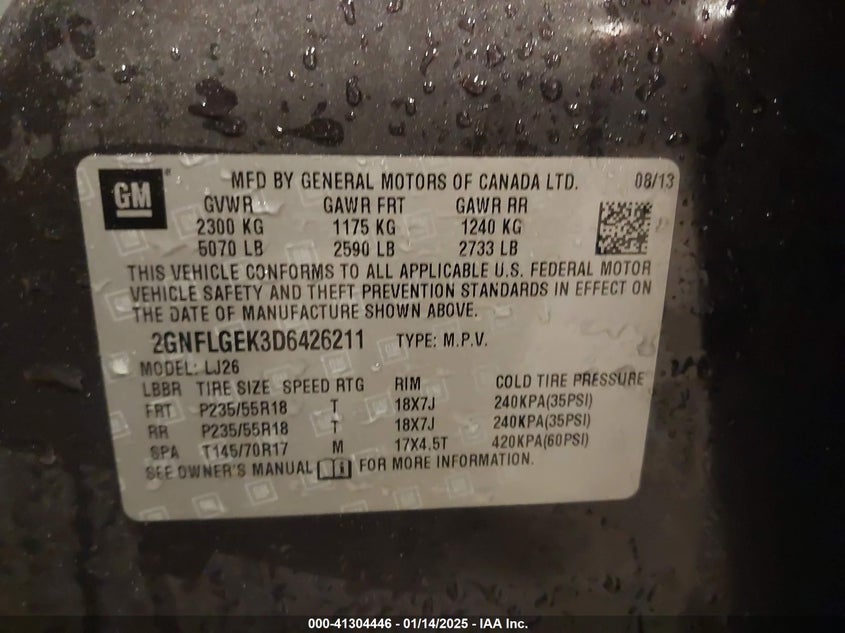 GM
MFD BY GENERAL MOTORS OF CANADA LTD. 08/13
GVWR GAWR FRT GAWR RR
2300 KG 1175 KG 1240 KG
5070 LB 2590 LB 2733 LB
THIS VEHICLE CONFORMS TO ALL APPLICABLE U.S. FEDERAL MOTOR
VEHICLE SAFETY AND THEFT PREVENTION STANDARDS IN EFFECT ON
THE DATE OF MANUFACTURE SHOWN ABOVE.
2GNFLGEK3D6426211 TYPE: M.P.V.
MODEL: LJ26
LBBR TIRE SIZE SPEED RTG RIM COLD TIRE PRESSURE
FRT P235/55R18 T 18X7J 240KPA(35PSI)
RR P235/55R18 T 18X7J 240KPA(35PSI)
SPA T145/70R17 M 17X4.5T 420KPA(60PSI)
SEE OWNER'S MANUAL FOR MORE INFORMATION.
000-41304446 - 01/14/2025 - IAA Inc.